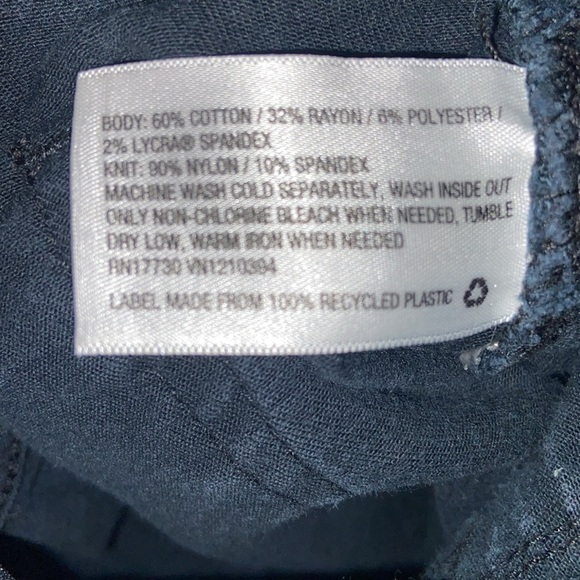 BODY: 60% COTTON / 32% RAYON / 6% POLYESTER /
2% LYCRA® SPANDEX
KNIT: 90% NYLON / 10% SPANDEX
MACHINE WASH COLD SEPARATELY, WASH INSIDE OUT
ONLY NON-CHLORINE BLEACH WHEN NEEDED, TUMBLE
DRY LOW, WARM IRON WHEN NEEDED
RN17730 VN1210394
LABEL MADE FROM 100% RECYCLED PLASTIC